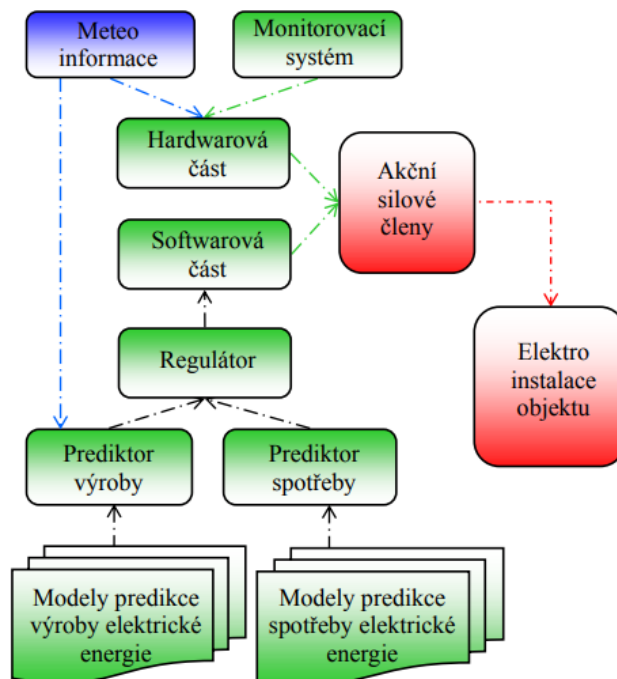 Meteo
informace
Monitorovací
systém
Hardwarová
část
Akční
silové
členy
Softwarová
část
Regulátor
Elektro
instalace
objektu
Prediktor
výroby
Prediktor
spotřeby
Modely predikce
výroby elektrické
energie
Modely predikce
spotřeby elektrické
energie